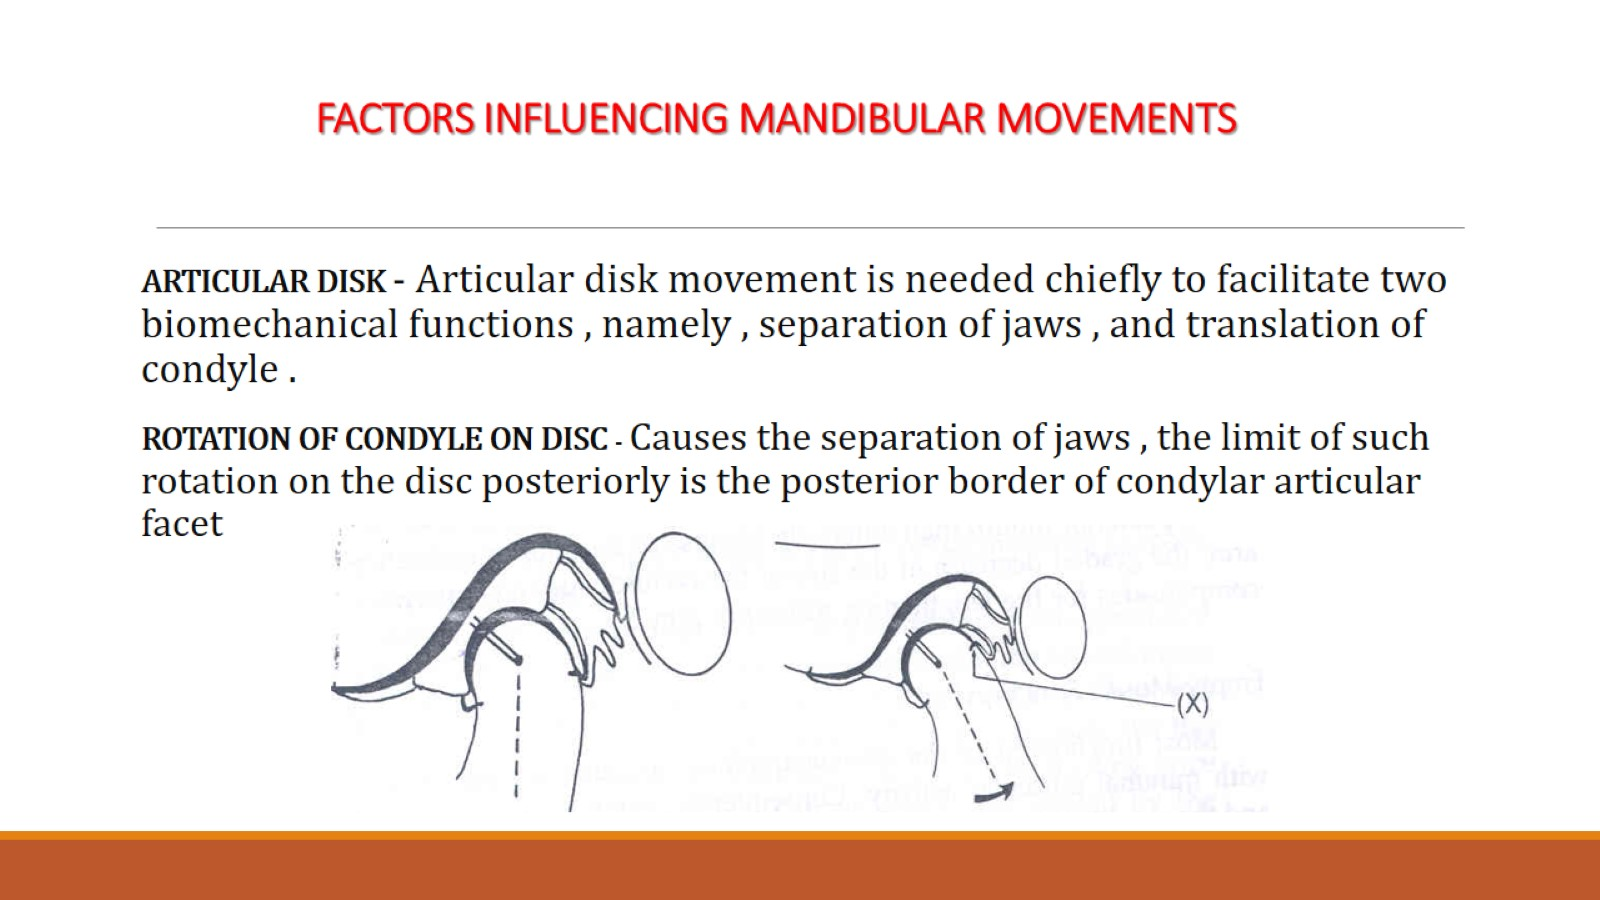 FACTORS INFLUENCING MANDIBULAR MOVEMENTS
ARTICULAR DISK - Articular disk movement is needed chiefly to facilitate two
biomechanical functions , namely , separation of jaws , and translation of
condyle .
ROTATION OF CONDYLE ON DISC - Causes the separation of jaws , the limit of such
rotation on the disc posteriorly is the posterior border of condylar articular
facet
(X)